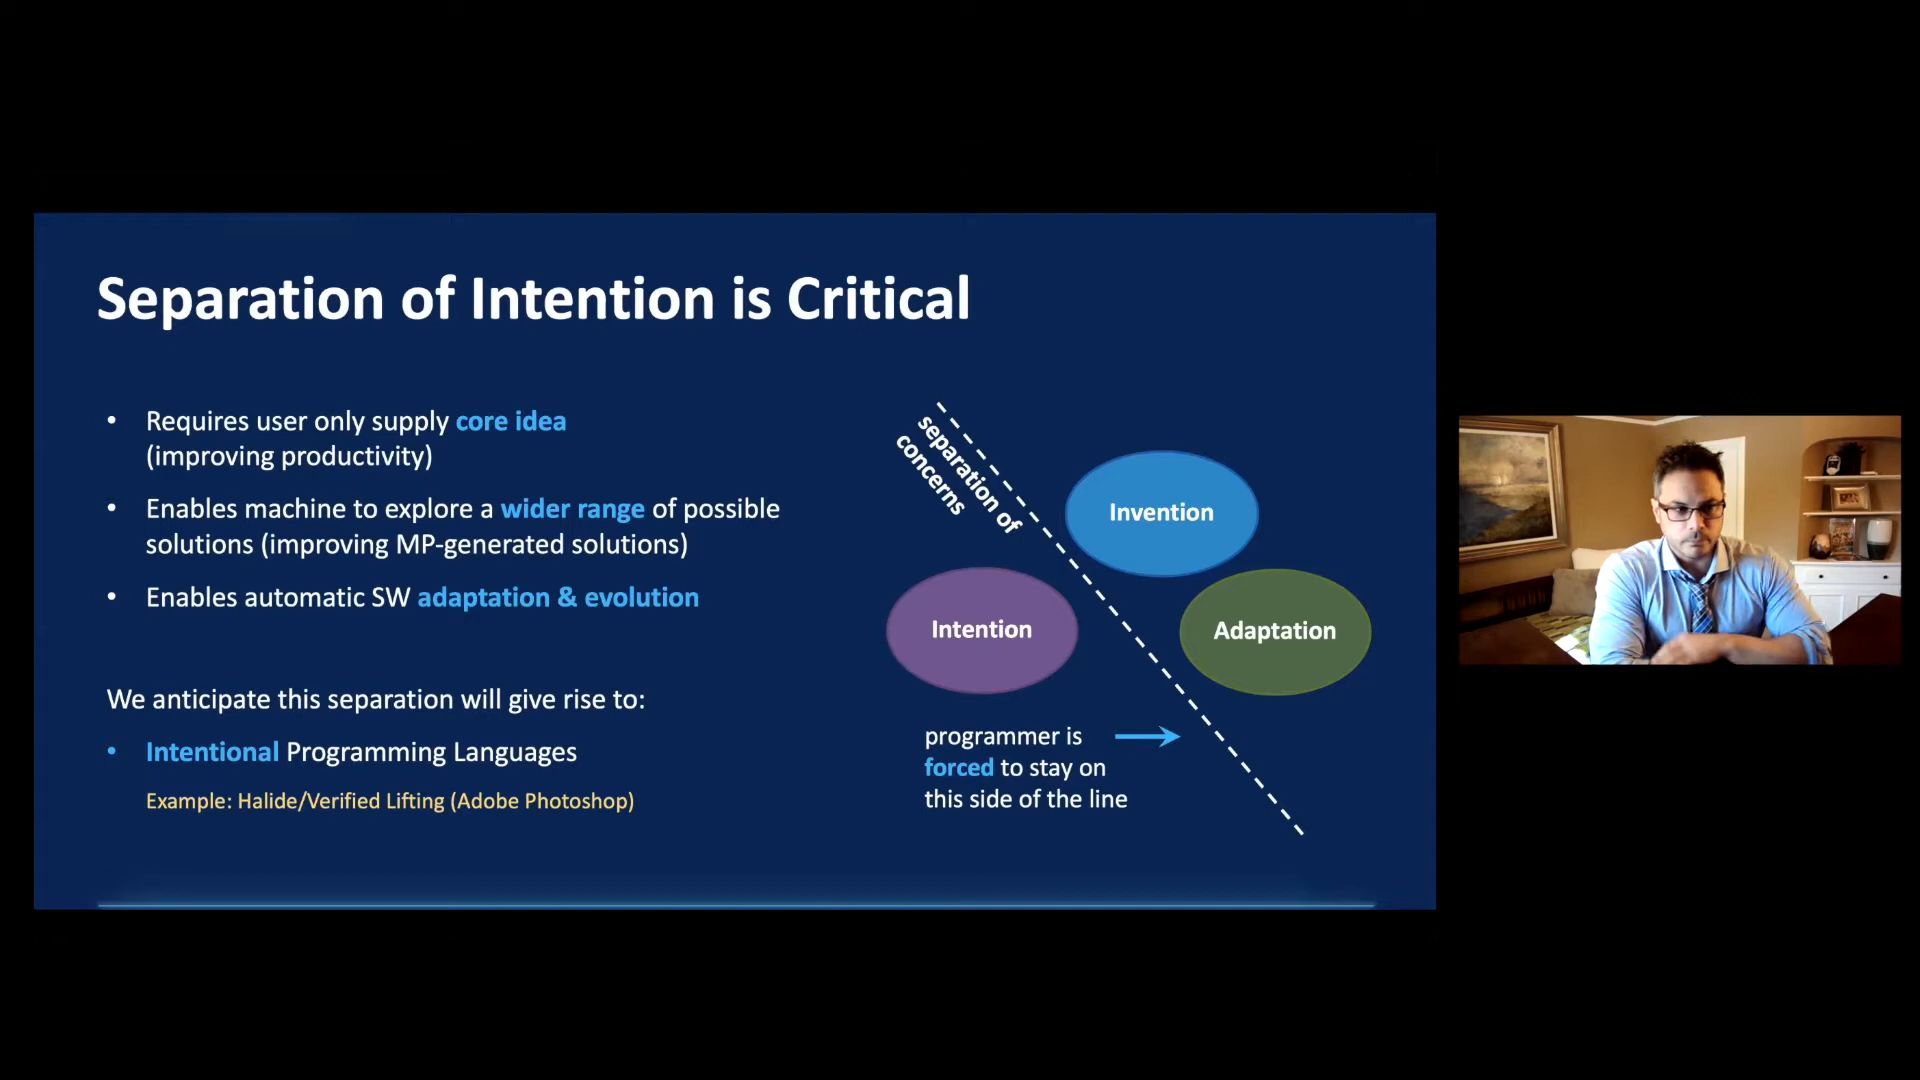 Separation of Intention is Critical
• Requires user only supply core idea
(improving productivity)
• Enables machine to explore a wider range of possible
solutions (improving MP-generated solutions)
• Enables automatic SW adaptation & evolution
We anticipate this separation will give rise to:
• Intentional Programming Languages
Example: Halide/Verified Lifting (Adobe Photoshop)
separation of
concerns
Invention
Intention
Adaptation
programmer is
forced to stay on
this side of the line